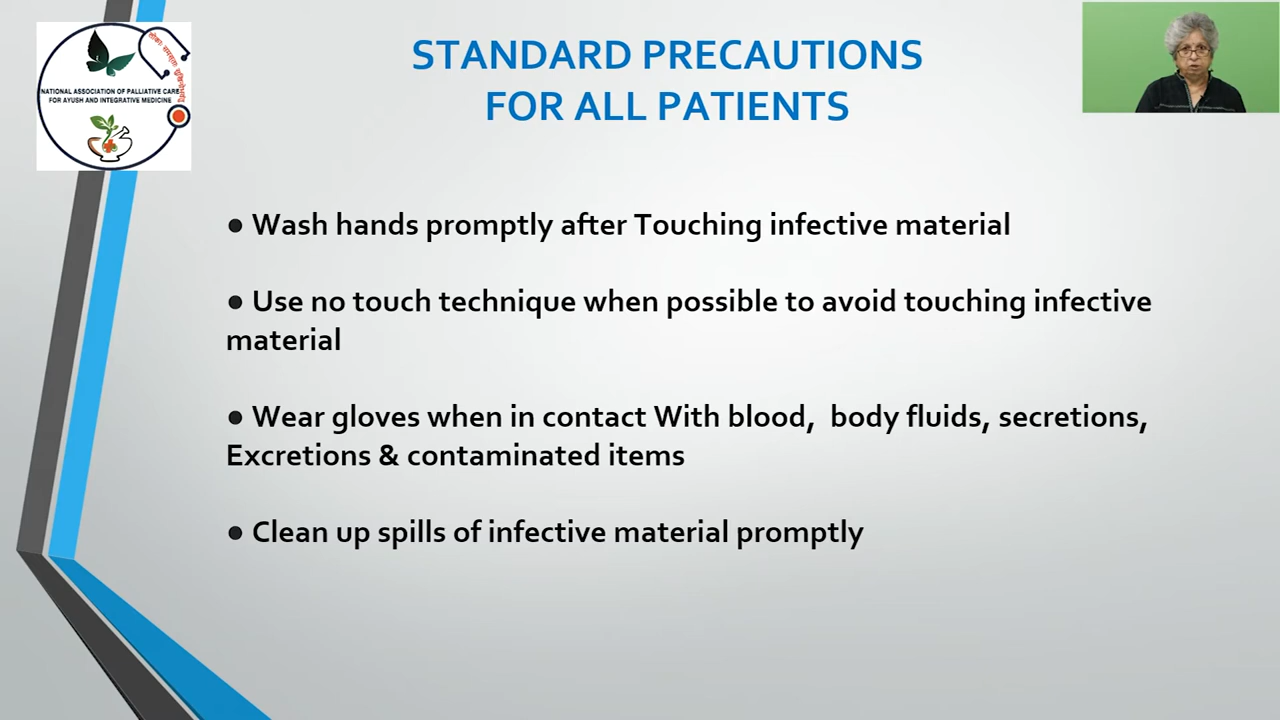 STANDARD PRECAUTIONS
FOR ALL PATIENTS
NATIONAL ASSOCIATION OF PALLIATIVE CARE
FOR AYUSH AND INTEGRATIVE MEDICINE
● Wash hands promptly after Touching infective material
● Use no touch technique when possible to avoid touching infective
material
● Wear gloves when in contact With blood, body fluids, secretions,
Excretions & contaminated items
● Clean up spills of infective material promptly